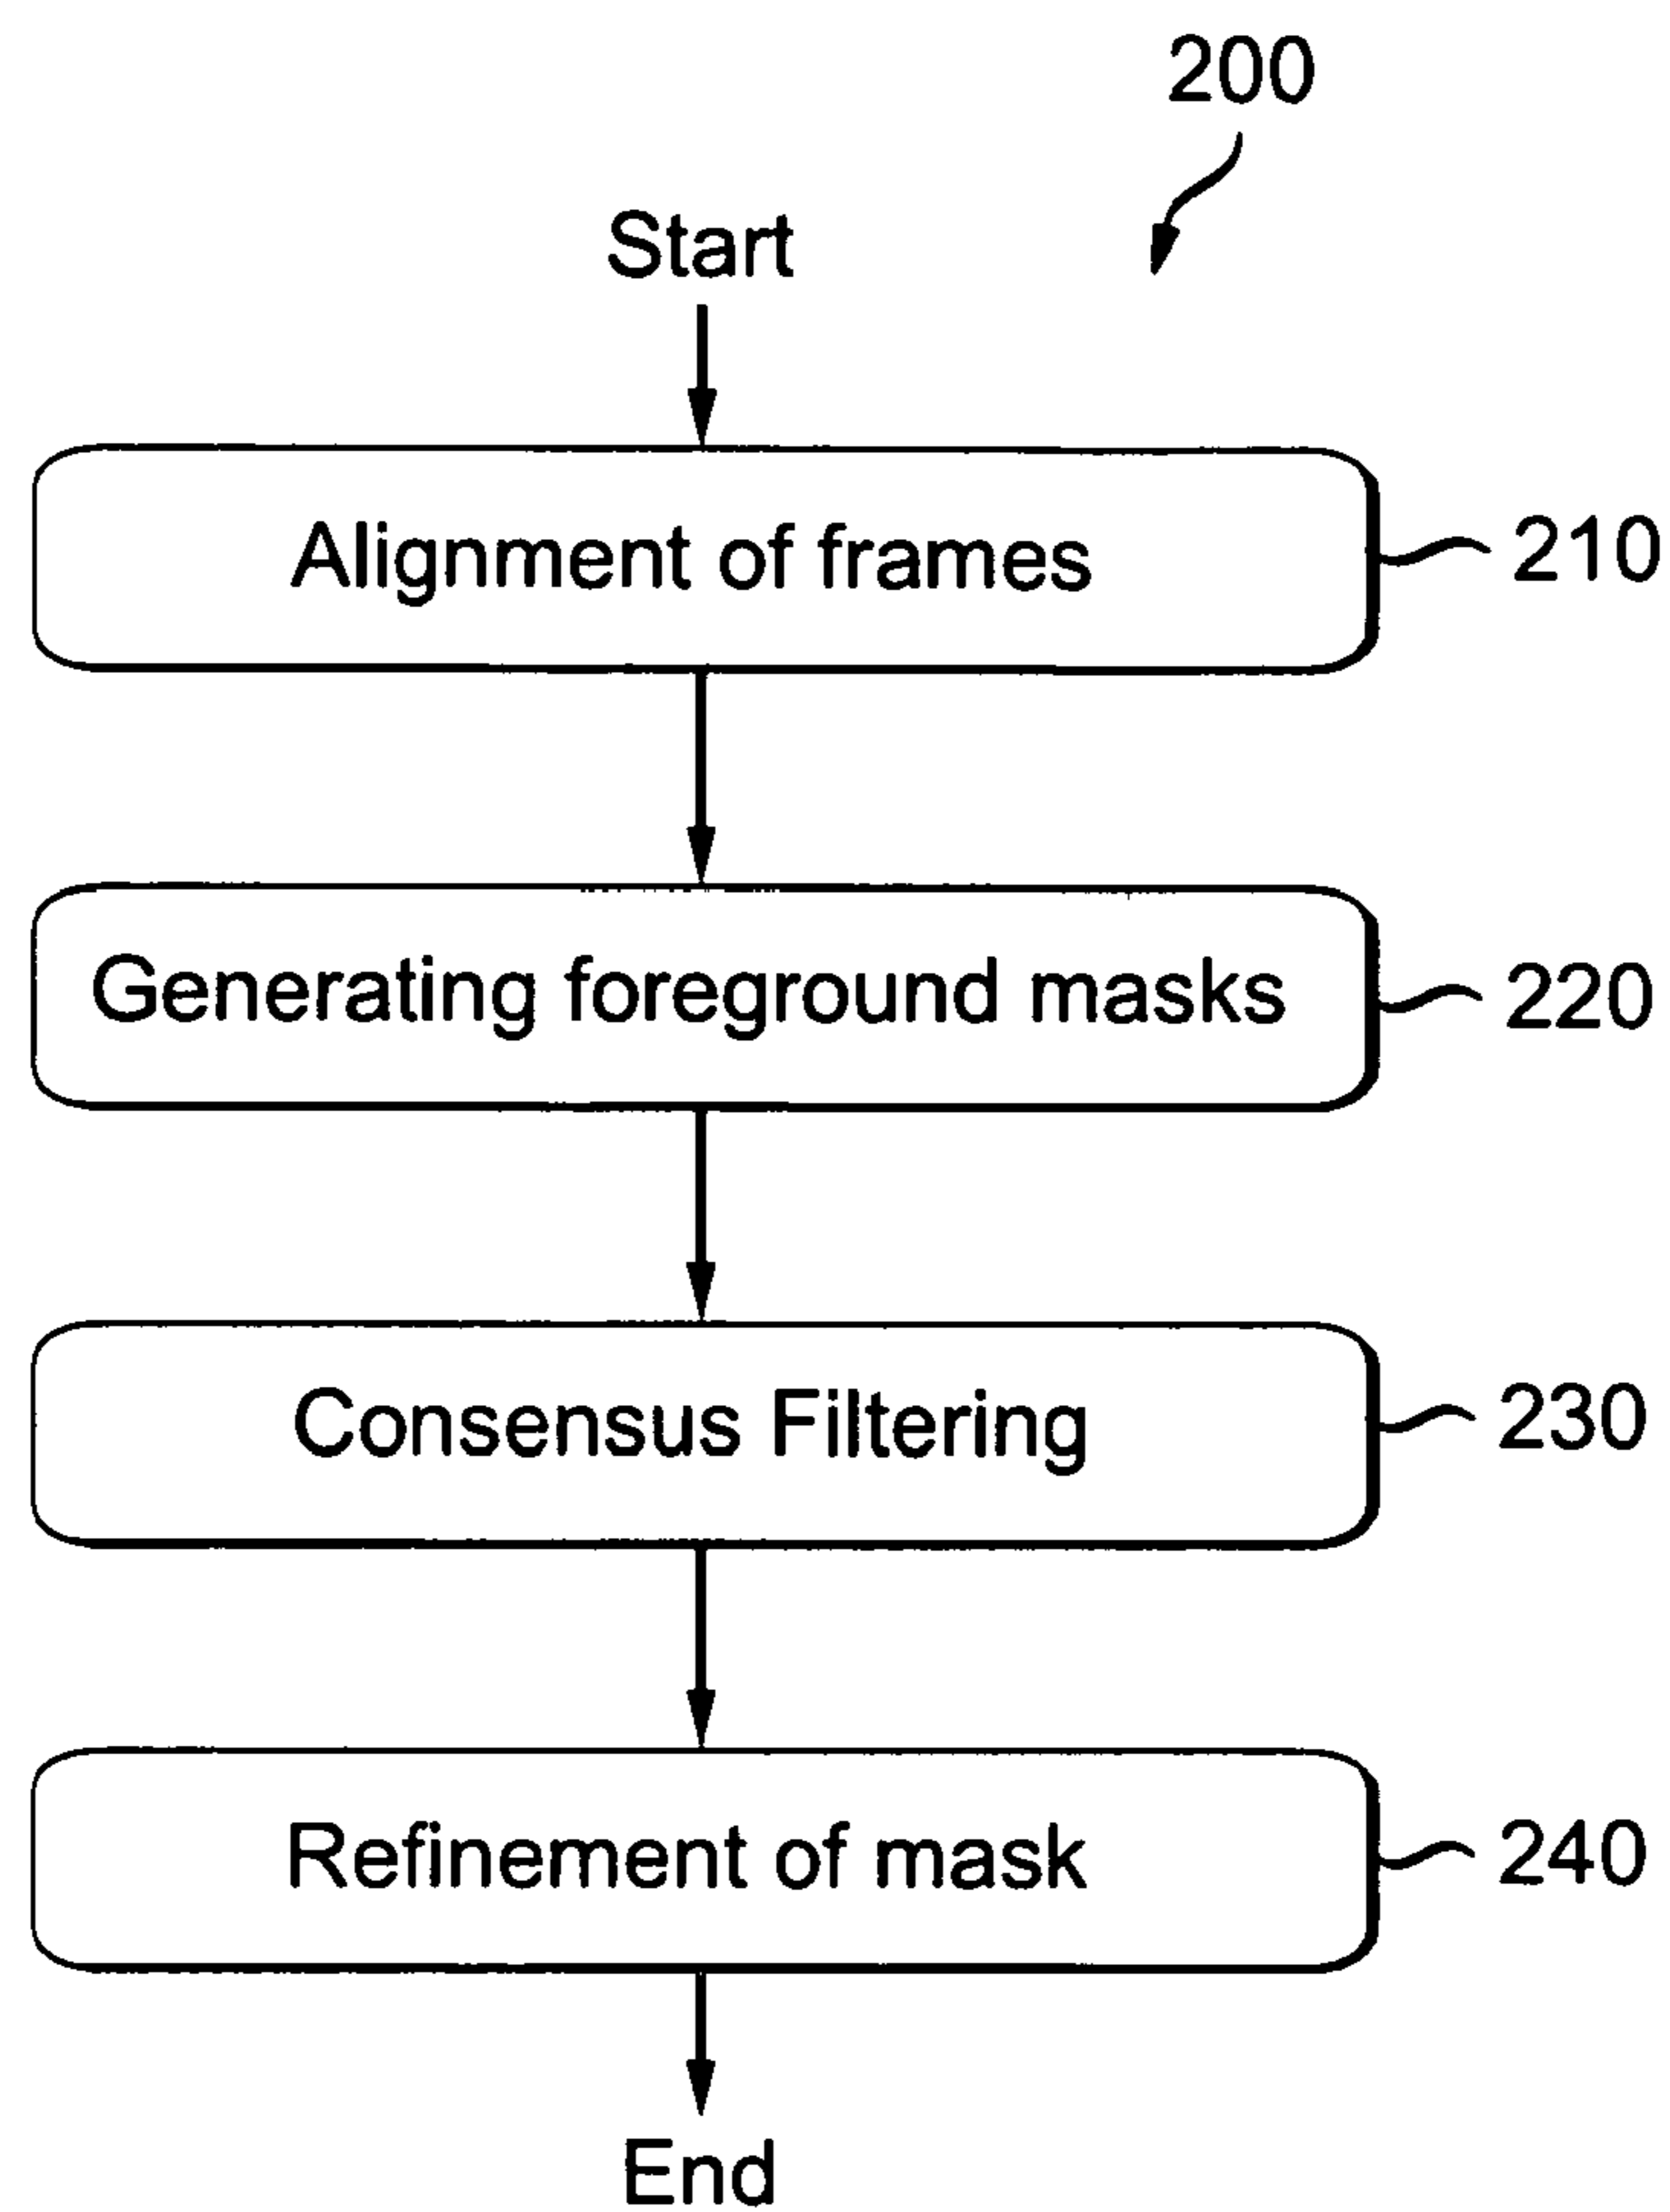 200
Start
Alignment of frames
210
Generating foreground masks
220
Consensus Filtering
230
Refinement of mask
240
End